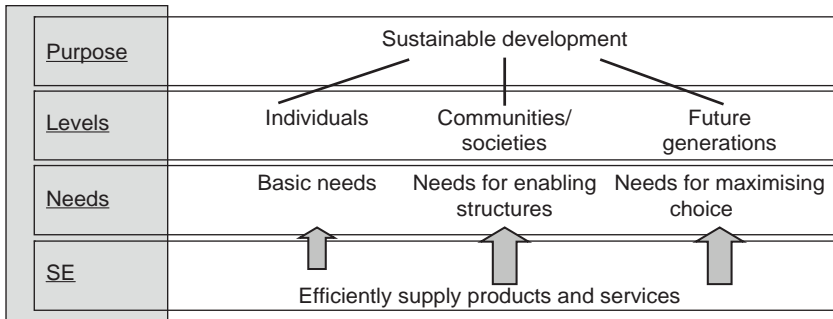 Purpose
Sustainable development
Levels
Individuals
Communities/
societies
Future
generations
Needs
Basic needs
Needs for enabling
structures
Needs for maximising
choice
SE
Efficiently supply products and services